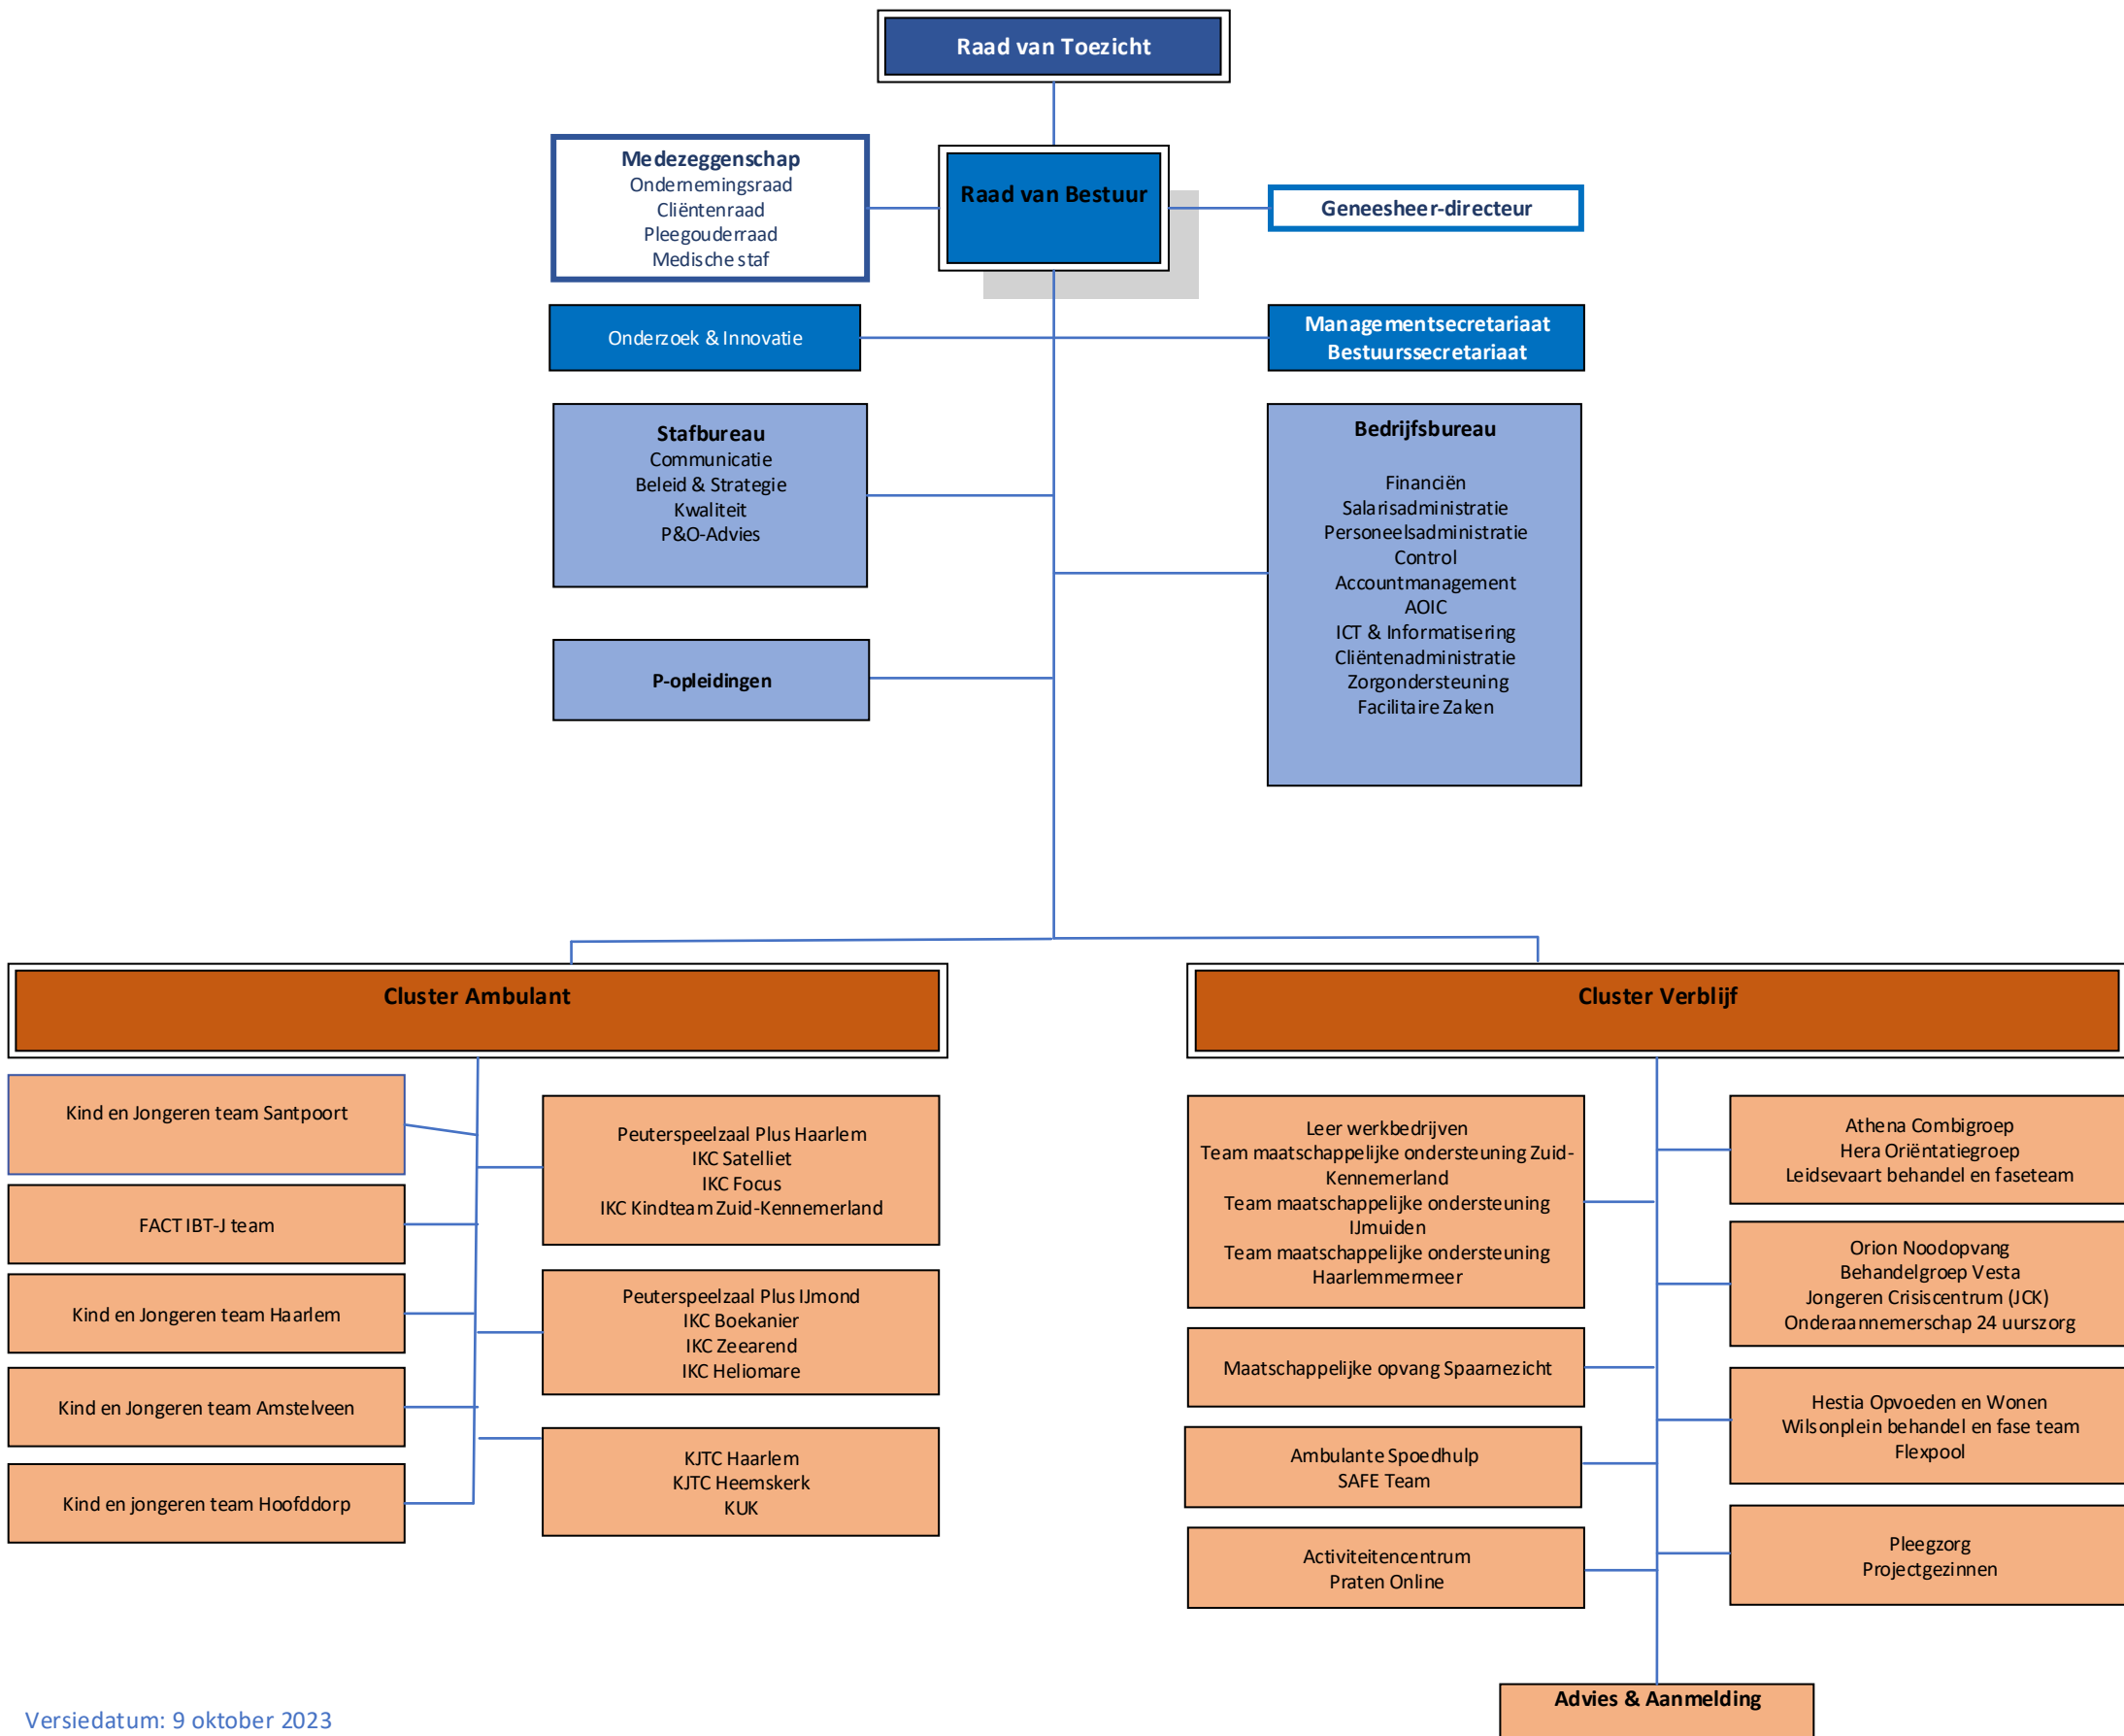 Raad van Toezicht
Medezeggenschap
Ondernemingsraad
Cliëntenraad
Pleegouderraad
Medische staf
Raad van Bestuur
Geneesheer-directeur
Onderzoek & Innovatie
Managementsecretariaat
Bestuurssecretariaat
Stafbureau
Communicatie
Beleid & Strategie
Kwaliteit
P&O-Advies
Bedrijfsbureau
Financiën
Salarisadministratie
Personeelsadministratie
Control
Accountmanagement
AOIC
ICT & Informatisering
Cliëntenadministratie
Zorgondersteuning
Facilitaire Zaken
P-opleidingen
Cluster Ambulant
Kind en Jongeren team Santpoort
FACT IBT-J team
Kind en Jongeren team Haarlem
Kind en Jongeren team Amstelveen
Kind en jongeren team Hoofddorp
Peuterspeelzaal Plus Haarlem
IKC Satelliet
IKC Focus
IKC Kindteam Zuid-Kennemerland
Peuterspeelzaal Plus IJmond
IKC Boekanier
IKC Zeearend
IKC Heliomare
KJTC Haarlem
KJTC Heemskerk
KUK
Cluster Verblijf
Leer werkbedrijven
Team maatschappelijke ondersteuning Zuid-
Kennemerland
Team maatschappelijke ondersteuning
IJmuiden
Team maatschappelijke ondersteuning
Haarlemmermeer
Maatschappelijke opvang Spaarnezicht
Ambulante Spoedhulp
SAFE Team
Activiteitencentrum
Praten Online
Athena Combigroep
Hera Oriëntatiegroep
Leidsevaart behandel en faseteam
Orion Noodopvang
Behandelgroep Vesta
Jongeren Crisiscentrum (JCK)
Onderaannemerschap 24 uurszorg
Hestia Opvoeden en Wonen
Wilsonplein behandel en fase team
Flexpool
Pleegzorg
Projectgezinnen
Advies & Aanmelding
Versiedatum: 9 oktober 2023